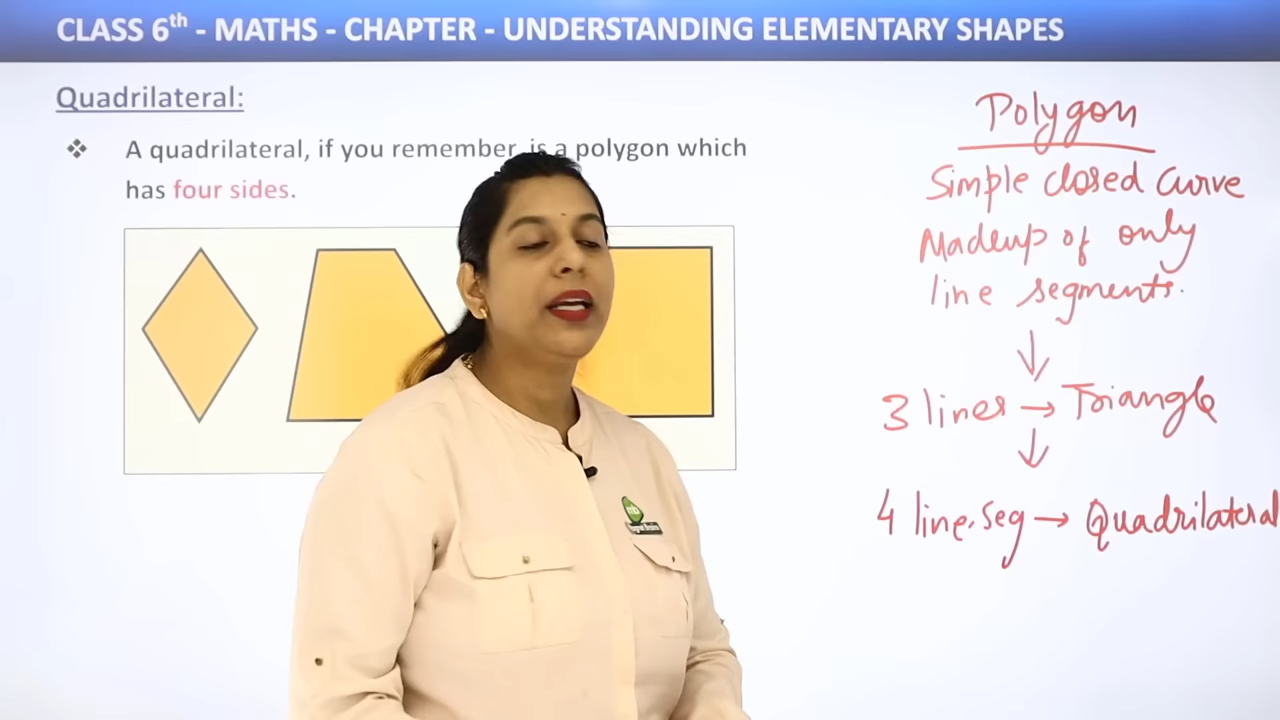 CLASS 6th - MATHS - CHAPTER - UNDERSTANDING ELEMENTARY SHAPES
Quadrilateral:
❖ A quadrilateral, if you remember, is a polygon which
has four sides.
Polygon
Simple closed curve
Madeup of only
line segments.
↓
3 lines → Triangle
↓
4 line-seg → Quadrilateral